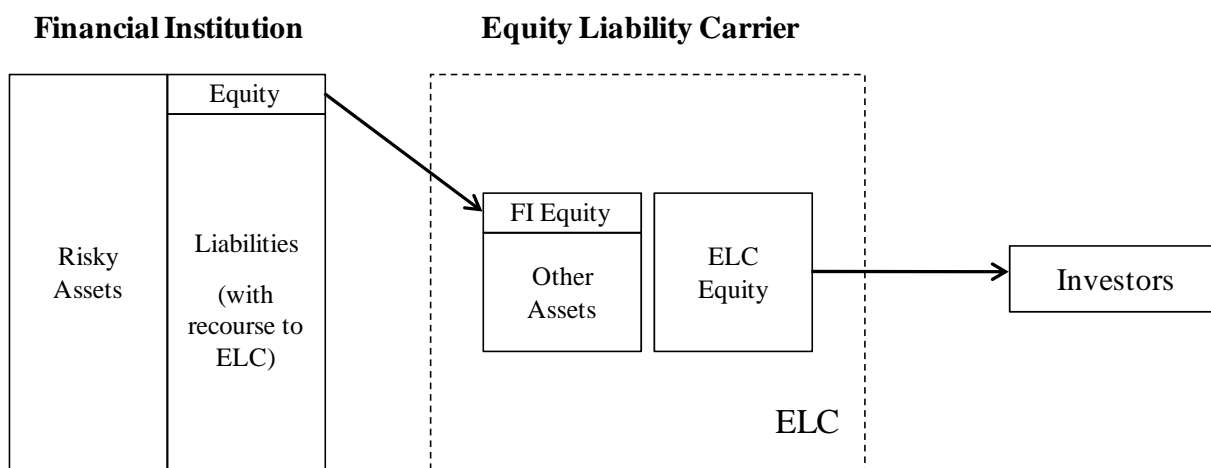 Financial Institution
Equity Liability Carrier
Equity
Risky
Assets
Liabilities
(with
recourse to
ELC)
FI Equity
Other
Assets
ELC
Equity
ELC
Investors